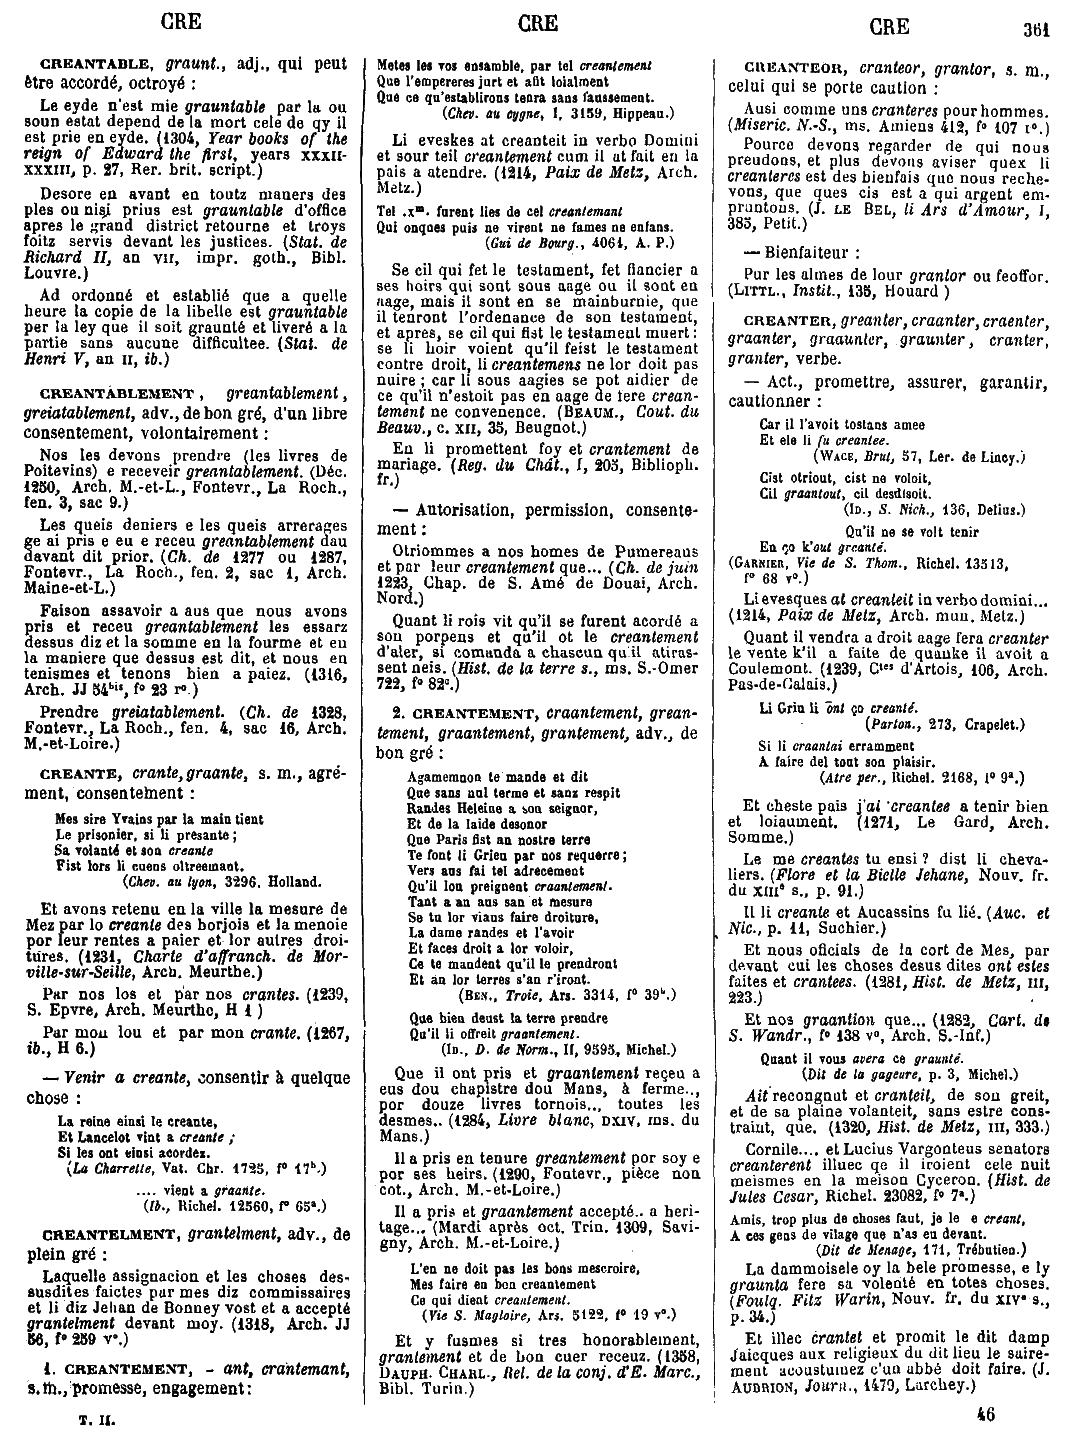 CRE
CRE
CRE
361
CREANTABLE, graunt., adj., qui peut
être accordé, octroyé :
Le eyde n'est mie grauntable par la ou
soun estat depend de la mort cele de qy il
est prie en eyde. (1304, Year books of the
reign of Edward the first, years XXXII-
XXXIII, p. 27, Rer. brit. script.)
Desore en avant en toutz maners des
ples ou nisi prius est grauntable d'office
apres le grand district retourne et troys
foitz servis devant les justices. (Stat. de
Richard II, an VII, impr. goth., Bibl.
Louvre.)
Ad ordonné et establié que a quelle
heure la copie de la libelle est grauntable
per la ley que il soit graunté et liveré a la
partie sans aucune difficultee. (Stat. de
Henri V, an II, ib.)
CREANTABLEMENT, greantablement,
greiatablement, adv., de bon gré, d'un libre
consentement, volontairement :
Nos les devons prendre (les livres de
Poitevins) e receveir greantablement. (Déc.
1250, Arch. M.-et-L., Fontevr., La Roch.,
fen. 3, sac 9.)
Les queis deniers e les queis arrerages
ge ai pris e eu e receu greantablement dau
davant dit prior. (Ch. de 1277 ou 1287,
Fontevr., La Roch., fen. 2, sac 1, Arch.
Maine-et-L.)
Faison assavoir a aus que nous avons
pris et receu greantablement les essarz
dessus diz et la somme en la fourme et en
la maniere que dessus est dit, et nous en
tenismes et tenons bien a paiez. (1316,
Arch. JJ 54bis, fo 23 ro.)
Prendre greiatablement. (Ch. de 1328,
Fontevr., La Roch., fen. 4, sac 16, Arch.
M.-et-Loire.)
CREANTE, crante, graante, s. m., agré-
ment, consentement :
Mes sire Yvains par la main tient
Le prisonier, si li presante ;
Sa volanté et son creante
Fist lors li cuens oltreemant.
(Chev. au lyon, 3296, Holland.
Et avons retenu en la ville la mesure de
Mez par lo creante des borjois et la menoie
por leur rentes a paier et lor autres droi-
tures. (1231, Charte d'affranch. de Mor-
ville-sur-Seille, Arch. Meurthe.)
Par nos los et par nos crantes. (1239,
S. Epvre, Arch. Meurthe, H 1)
Par mon lou et par mon crante. (1267,
ib., H 6.)
— Venir a creante, consentir à quelque
chose :
La reine einsi le creante,
Et Lancelot vint a creante ;
Si les ont einsi acordez.
(La Charrette, Vat. Chr. 1725, fo 17b.)
.... vient a graante.
(Ib., Richel. 12560, fo 65a.)
CREANTELMENT, grantelment, adv., de
plein gré :
Laquelle assignacion et les choses des-
susdites faictes par mes diz commissaires
et li diz Jehan de Bonney vost et a accepté
grantelment devant moy. (1318, Arch. JJ
56, fo 259 vo.)
1. CREANTEMENT, - ant, crantemant,
s. m., promesse, engagement :
T. II.
Metes les vos ensamble, par tel creantement
Que l'empereres jurt et afit loialment
Que ce qu'establirons tenra sans faussement.
(Chev. au cygne, I, 3159, Hippeau.)
Li eveskes at creanteit in verbo Domini
et sour teil creantement cum il at fait en la
pais a atendre. (1214, Paix de Metz, Arch.
Metz.)
Tel .xm. furent lies de cel creantemant
Qui onques puis ne virent ne fames ne enfans.
(Gui de Bourg., 4064, A. P.)
Se cil qui fet le testament, fet fiancier a
ses hoirs qui sont sous aage ou il sont en
aage, mais il sont en se mainburnie, que
il tenront l'ordenance de son testament,
et apres, se cil qui fist le testament muert :
se li hoir voient qu'il feist le testament
contre droit, li creantemens ne lor doit pas
nuire ; car li sous aagies se pot aidier de
ce qu'il n'estoit pas en aage de fere crean-
tement ne convenence. (BEAUM., Cout. du
Beauv., c. XII, 35, Beugnot.)
En li promettent foy et crantement de
mariage. (Reg. du Chât., I, 205, Biblioph.
fr.)
— Autorisation, permission, consente-
ment :
Otriommes a nos homes de Pumereaus
et par leur creantement que... (Ch. de juin
1223, Chap. de S. Amé de Douai, Arch.
Nord.)
Quant li rois vit qu'il se furent acordé a
son porpens et qu'il ot le creantement
d'aler, si comanda a chascun qu'il atiras-
sent neis. (Hist. de la terre s., ms. S.-Omer
722, fo 82c.)
2. CREANTEMENT, craantement, grean-
tement, graantement, grantement, adv., de
bon gré :
Agamemnon te mande et dit
Que sans nul terme et sanz respit
Randes Heleine a son seignor,
Et de la laide desonor
Que Paris fist an nostre terre
Te font li Grieu par nos requerre ;
Vers aus fai tel adrecement
Qu'il lou preignent craantement.
Tant a an aus san et mesure
Se tu lor viaus faire droiture,
La dame randes et l'avoir
Et faces droit a lor voloir,
Ce te mandent qu'il le prendront
Et an lor terres s'an r'iront.
(BEN., Troie, Ars. 3314, fo 39b.)
Que bien deust la terre prendre
Qu'il li offreit graantement.
(ID., D. de Norm., II, 9595, Michel.)
Que il ont pris et graantement reçeu a
eus dou chapistre dou Mans, à ferme..,
por douze livres tornois... toutes les
desmes.. (1284, Livre blanc, DXIV, ms. du
Mans.)
Il a pris en tenure greantement por soy e
por ses heirs. (1290, Fontevr., pièce non
cot., Arch. M.-et-Loire.)
Il a pris et graantement accepté.. a heri-
tage... (Mardi après oct. Trin. 1309, Savi-
gny, Arch. M.-et-Loire.)
L'en ne doit pas les bons mescroire,
Mes faire en bon creantement
Ce qui dient creantement.
(Vie S. Magloire, Ars. 5122, fo 19 vo.)
Et y fusmes si tres honorablement,
grantement et de bon cuer receuz. (1358,
DAUPH. CHARL., Rel. de la conj. d'E. Marc.,
Bibl. Turin.)
CREANTEOR, cranteor, grantor, s. m.,
celui qui se porte caution :
Ausi comme uns cranteres pour hommes.
(Miseric. N.-S., ms. Amiens 412, fo 107 ro.)
Pource devons regarder de qui nous
preudons, et plus devons aviser quex li
creanteres est des bienfais que nous reche-
vons, que ques cis est a qui argent em-
pruntons. (J. LE BEL, li Ars d'Amour, I,
385, Petit.)
— Bienfaiteur :
Pur les almes de lour grantor ou feoffor.
(LITTL., Instit., 135, Houard)
CREANTER, greanter, craanter, craenter,
graanter, graaunter, graunter, cranter,
granter, verbe.
— Act., promettre, assurer, garantir,
cautionner :
Car il l'avoit tostans amee
Et ele li fu creantee.
(WACE, Brut, 57, Ler. de Lincy.)
Cist otriout, cist ne voloit,
Cil graantout, cil desdisoit.
(ID., S. Nich., 136, Delius.)
Qu'il ne se volt tenir
En ço k'out greanté.
(GARNIER, Vie de S. Thom., Richel. 13513,
fo 68 vo.)
Li evesques at creanteit in verbo domini...
(1214, Paix de Metz, Arch. mun. Metz.)
Quant il vendra a droit aage fera creanter
le vente k'il a faite de quanke il avoit a
Coulemont. (1239, Ctes d'Artois, 106, Arch.
Pas-de-Calais.)
Li Griu li ont ço creanté.
(Parton., 273, Crapelet.)
Si li craantai erramment
A faire del tout son plaisir.
(Atre per., Richel. 2168, fo 9a.)
Et cheste pais j'ai creantee a tenir bien
et loiaument. (1271, Le Gard, Arch.
Somme.)
Le me creantes tu ensi ? dist li cheva-
liers. (Flore et la Bielle Jehane, Nouv. fr.
du XIIIe s., p. 91.)
Il li creante et Aucassins fu lié. (Auc. et
Nic., p. 11, Suchier.)
Et nous oficials de la cort de Mes, par
devant cui les choses desus dites ont estes
faites et crantees. (1281, Hist. de Metz, III,
223.)
Et nos graantion que... (1282, Cart. de
S. Wandr., fo 138 vo, Arch. S.-Inf.)
Quant il vous avera ce graunté.
(Dit de la gageure, p. 3, Michel.)
Ait recongnut et cranteit, de son greit,
et de sa plaine volanteit, sans estre cons-
traint, que. (1320, Hist. de Metz, III, 333.)
Cornile.... et Lucius Vargonteus senators
creanterent illuec qe il iroient cele nuit
meismes en la meison Cyceron. (Hist. de
Jules Cesar, Richel. 23082, fo 7a.)
Amis, trop plus de choses faut, je le e creant,
A ces gens de vilage que n'as eu devant.
(Dit de Menage, 171, Trébutien.)
La dammoisele oy la bele promesse, e ly
graunta fere sa volenté en totes choses.
(Foulq. Fitz Warin, Nouv. fr. du XIVe s.,
p. 34.)
Et illec crantet et promit le dit damp
Jaicques aux religieux du dit lieu le saire-
ment acoustumez c'un abbé doit faire. (J.
AUDRION, Journ., 1479, Larchey.)
46